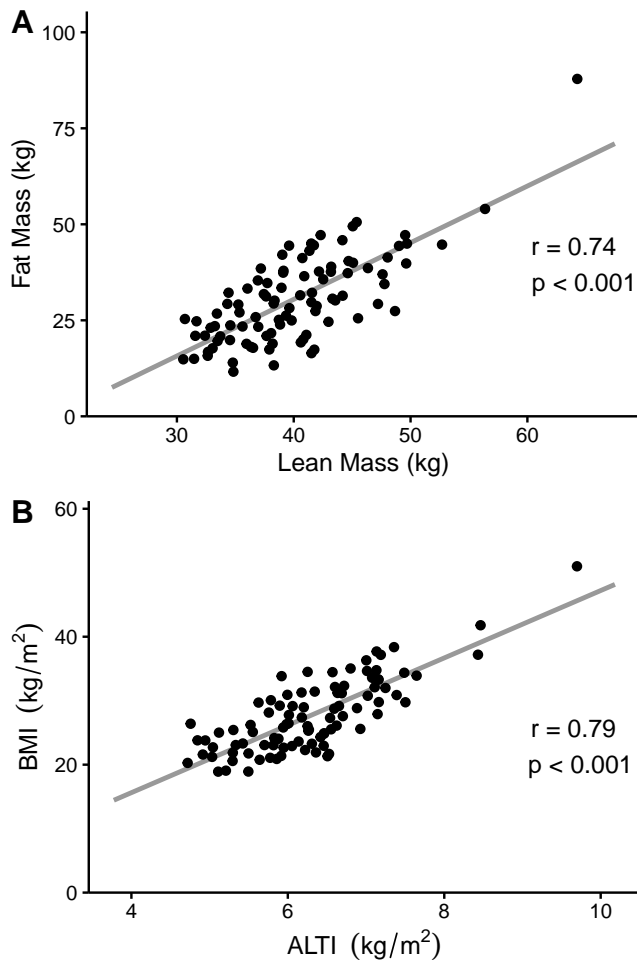 A
100
75
50
25
0
Fat Mass (kg)
r = 0.74
p < 0.001
30 40 50 60
Lean Mass (kg)
B
60
40
20
0
BMI (kg/m²)
r = 0.79
p < 0.001
4 6 8 10
ALTI (kg/m²)